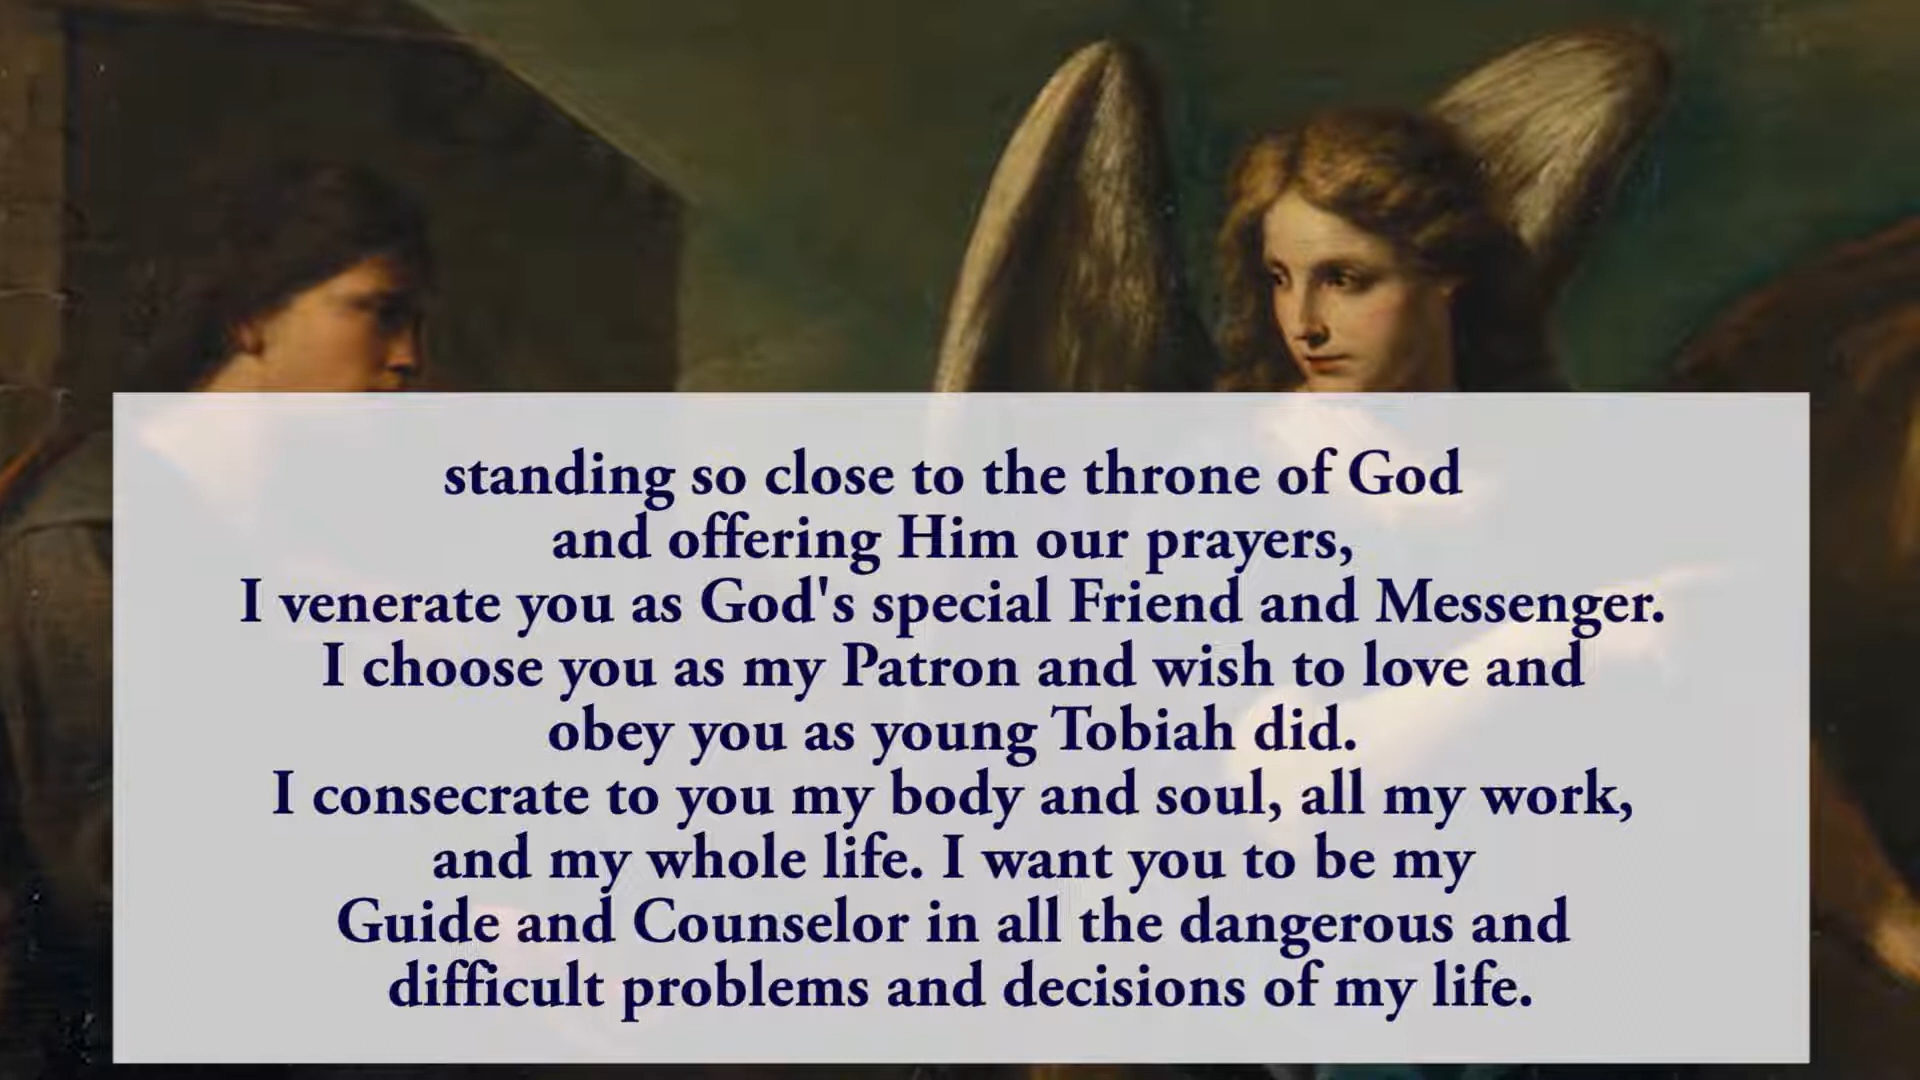 standing so close to the throne of God
and offering Him our prayers,
I venerate you as God's special Friend and Messenger.
I choose you as my Patron and wish to love and
obey you as young Tobiah did.
I consecrate to you my body and soul, all my work,
and my whole life. I want you to be my
Guide and Counselor in all the dangerous and
difficult problems and decisions of my life.